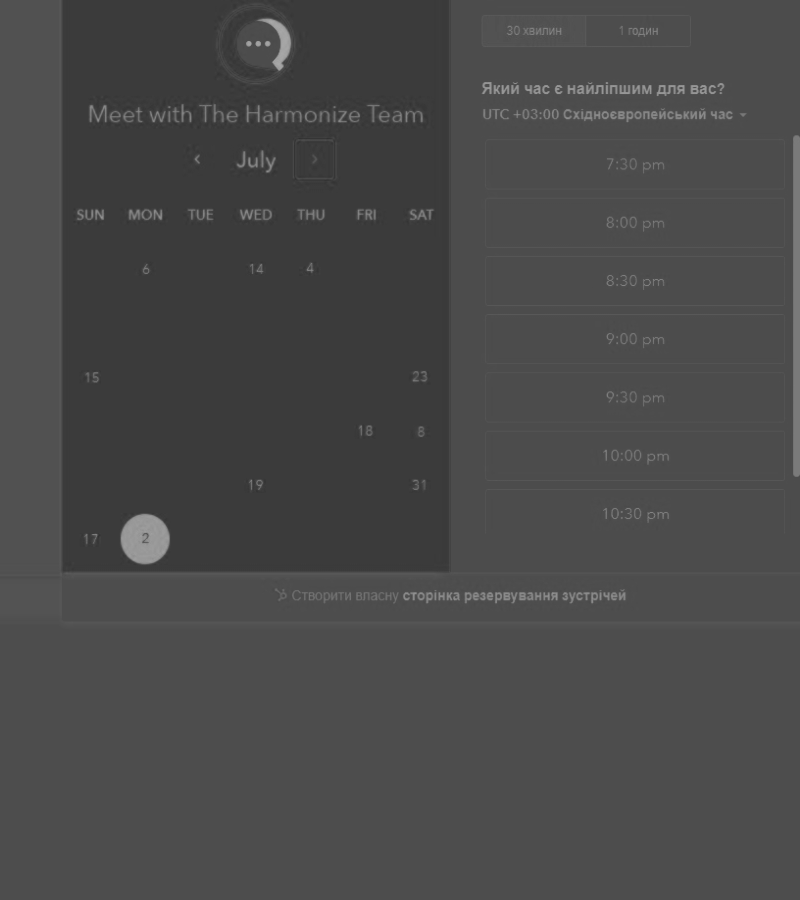 Meet with The Harmonize Team
July
SUN MON TUE WED THU FRI SAT
6 14 4
15 23
18 8
19 31
17 2
30 хвилин 1 годин
Який час є найліпшим для вас?
UTC +03:00 Східноєвропейський час
7:30 pm
8:00 pm
8:30 pm
9:00 pm
9:30 pm
10:00 pm
10:30 pm
Створити власну сторінка резервування зустрічей